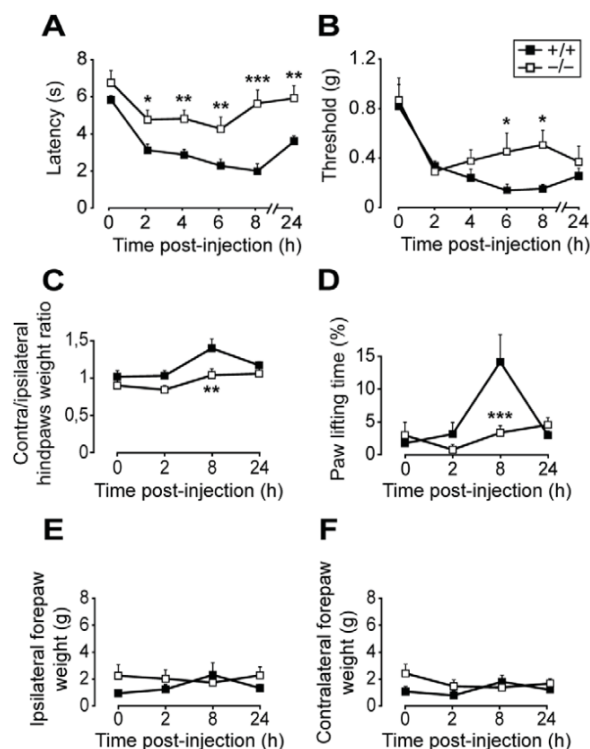 A
Latency (s)
8
6
4
2
0
*
**
**
***
**
0 2 4 6 8 24
Time post-injection (h)
B
Threshold (g)
1.2
0.8
0.4
0
*
*
+/+
−/−
0 2 4 6 8 24
Time post-injection (h)
C
Contra/ipsilateral
hindpaws weight ratio
1,5
1
0,5
0
**
0 2 8 24
Time post-injection (h)
D
Paw lifting time (%)
15
10
5
0
***
0 2 8 24
Time post-injection (h)
E
Ipsilateral forepaw
weight (g)
8
6
4
2
0
0 2 8 24
Time post-injection (h)
F
Contralateral forepaw
weight (g)
8
6
4
2
0
0 2 8 24
Time post-injection (h)